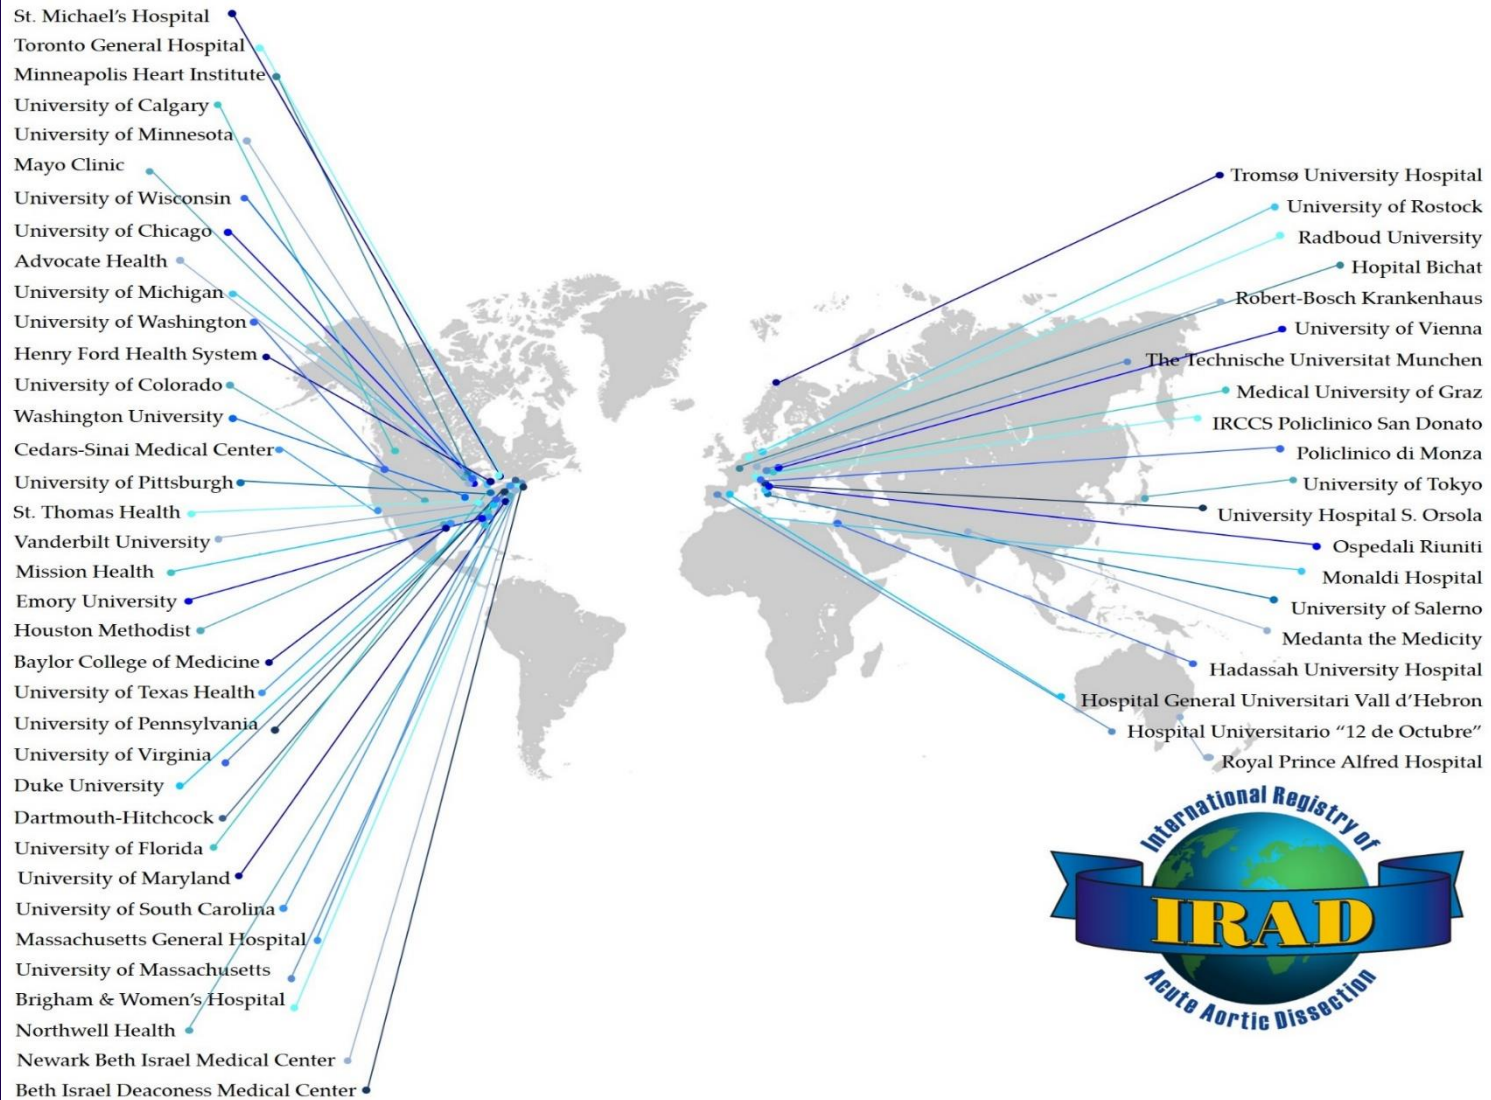 St. Michael's Hospital
Toronto General Hospital
Minneapolis Heart Institute
University of Calgary
University of Minnesota
Mayo Clinic
University of Wisconsin
University of Chicago
Advocate Health
University of Michigan
University of Washington
Henry Ford Health System
University of Colorado
Washington University
Cedars-Sinai Medical Center
University of Pittsburgh
St. Thomas Health
Vanderbilt University
Mission Health
Emory University
Houston Methodist
Baylor College of Medicine
University of Texas Health
University of Pennsylvania
University of Virginia
Duke University
Dartmouth-Hitchcock
University of Florida
University of Maryland
University of South Carolina
Massachusetts General Hospital
University of Massachusetts
Brigham & Women's Hospital
Northwell Health
Newark Beth Israel Medical Center
Beth Israel Deaconess Medical Center
Tromsø University Hospital
University of Rostock
Radboud University
Hopital Bichat
Robert-Bosch Krankenhaus
University of Vienna
The Technische Universitat Munchen
Medical University of Graz
IRCCS Policlinico San Donato
Policlinico di Monza
University of Tokyo
University Hospital S. Orsola
Ospedali Riuniti
Monaldi Hospital
University of Salerno
Medanta the Medicity
Hadassah University Hospital
Hospital General Universitari Vall d'Hebron
Hospital Universitario “12 de Octubre”
Royal Prince Alfred Hospital
International Registry of
IRAD
Acute Aortic Dissection